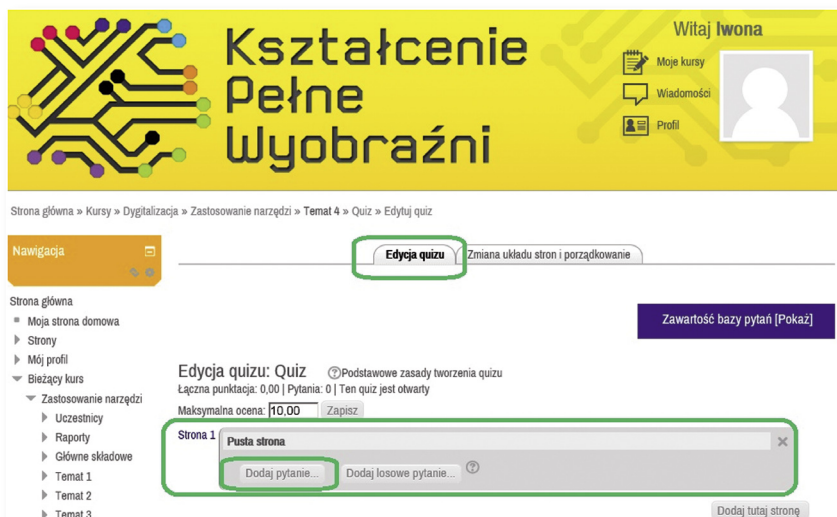 Kształcenie
Pełne
Wyobraźni
Witaj Iwona
Moje kursy
Wiadomości
Profil
Strona główna » Kursy » Dygitalizacja » Zastosowanie narzędzi » Temat 4 » Quiz » Edytuj quiz
Nawigacja
Strona główna
Moja strona domowa
Strony
Mój profil
Bieżący kurs
Zastosowanie narzędzi
Uczestnicy
Raporty
Główne składowe
Temat 1
Temat 2
Temat 3
Edycja quizu Zmiana układu stron i porządkowanie
Zawartość bazy pytań [Pokaż]
Edycja quizu: Quiz Podstawowe zasady tworzenia quizu
Łączna punktacja: 0,00 | Pytania: 0 | Ten quiz jest otwarty
Maksymalna ocena: 10,00 Zapisz
Strona 1 Pusta strona
Dodaj pytanie... Dodaj losowe pytanie...
Dodaj tutaj stronę